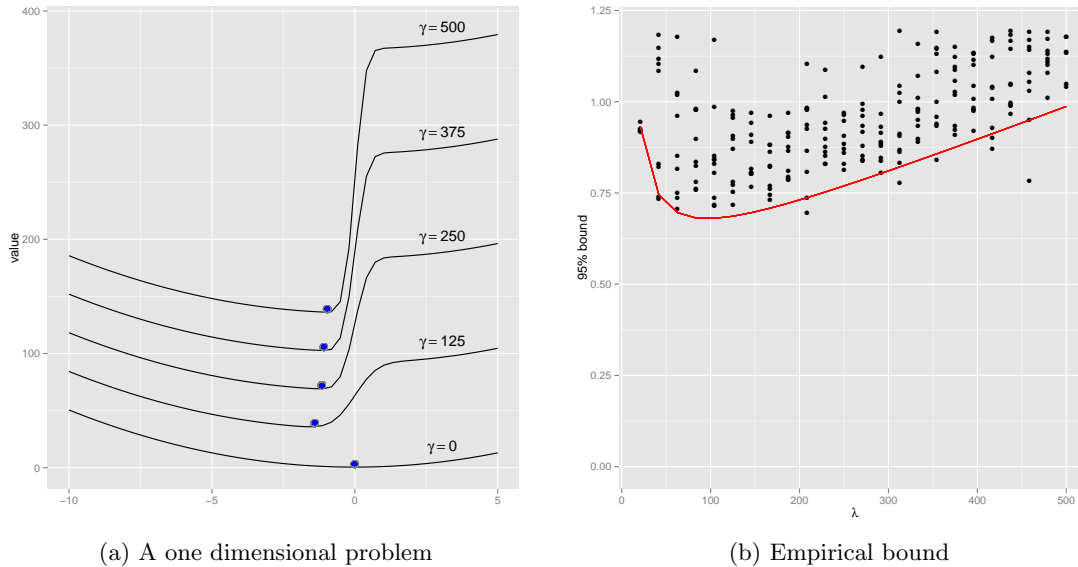 400
300
200
100
0
value
γ=500
γ=375
γ=250
γ=125
γ=0
−10
−5
0
5
(a) A one dimensional problem
1.25
1.00
0.75
0.50
0.25
0.00
95% bound
0
100
200
300
400
500
λ
(b) Empirical bound